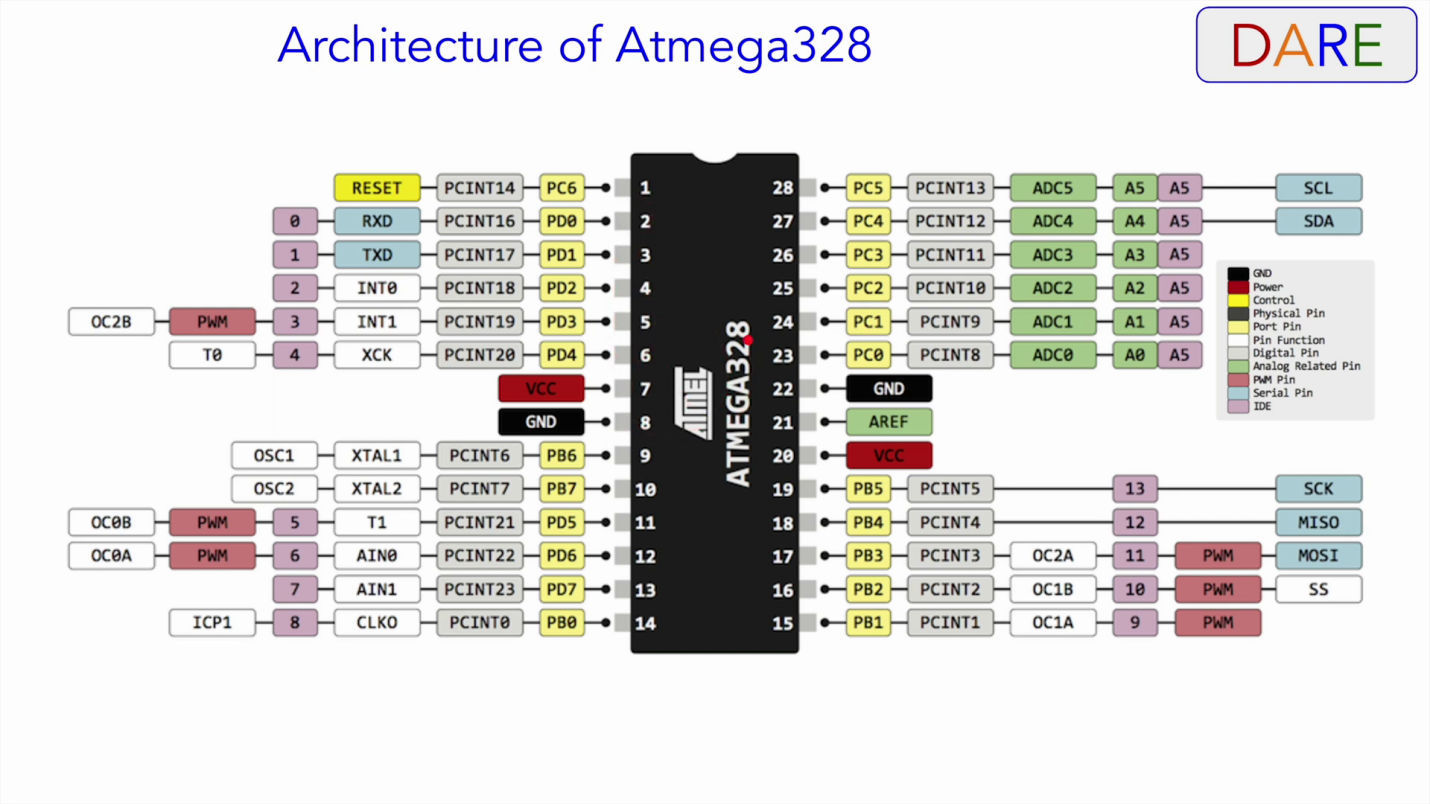 Architecture of Atmega328
DARE
RESET PCINT14 PC6 1 28 PC5 PCINT13 ADC5 A5 A5 SCL
0 RXD PCINT16 PD0 2 27 PC4 PCINT12 ADC4 A4 A5 SDA
1 TXD PCINT17 PD1 3 26 PC3 PCINT11 ADC3 A3 A5
2 INT0 PCINT18 PD2 4 25 PC2 PCINT10 ADC2 A2 A5
OC2B PWM 3 INT1 PCINT19 PD3 5 24 PC1 PCINT9 ADC1 A1 A5
T0 4 XCK PCINT20 PD4 6 23 PC0 PCINT8 ADC0 A0 A5
VCC 7 22 GND
GND 8 21 AREF
OSC1 XTAL1 PCINT6 PB6 9 20 VCC
OSC2 XTAL2 PCINT7 PB7 10 19 PB5 PCINT5 13 SCK
OC0B PWM 5 T1 PCINT21 PD5 11 18 PB4 PCINT4 12 MISO
OC0A PWM 6 AIN0 PCINT22 PD6 12 17 PB3 PCINT3 OC2A 11 PWM MOSI
7 AIN1 PCINT23 PD7 13 16 PB2 PCINT2 OC1B 10 PWM SS
ICP1 8 CLKO PCINT0 PB0 14 15 PB1 PCINT1 OC1A 9 PWM
ATMEL
ATMEGA328
GND
Power
Control
Physical Pin
Port Pin
Pin Function
Digital Pin
Analog Related Pin
PWM Pin
Serial Pin
IDE